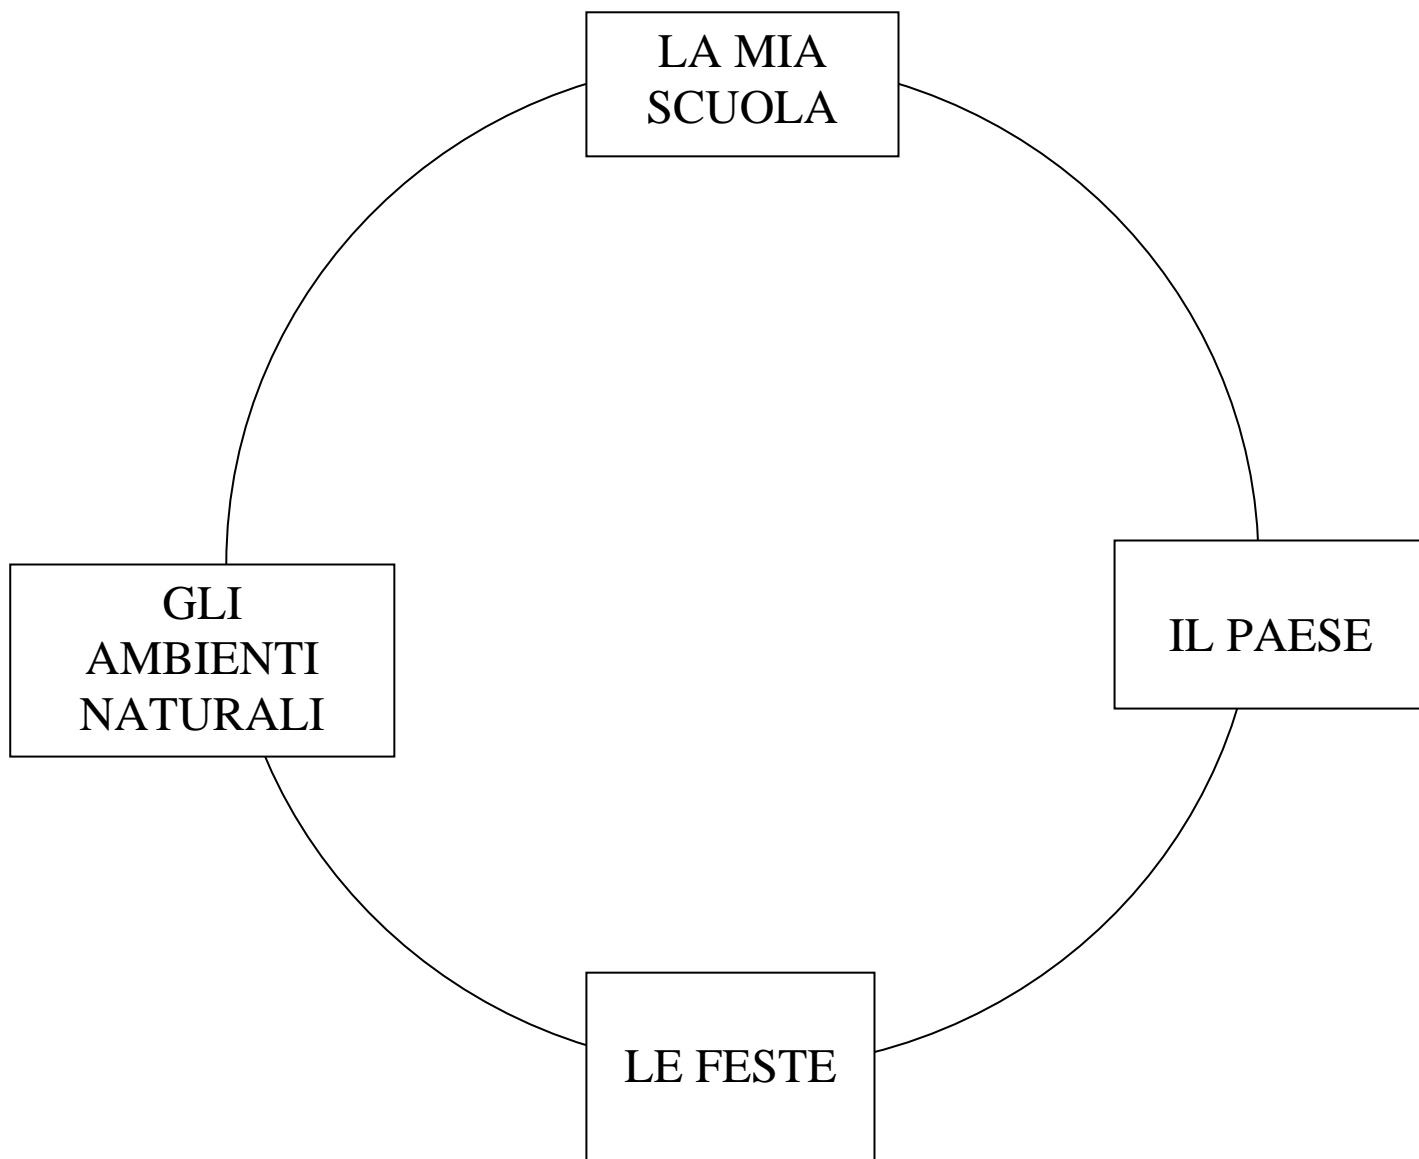 LA MIA
SCUOLA
GLI
AMBIENTI
NATURALI
IL PAESE
LE FESTE